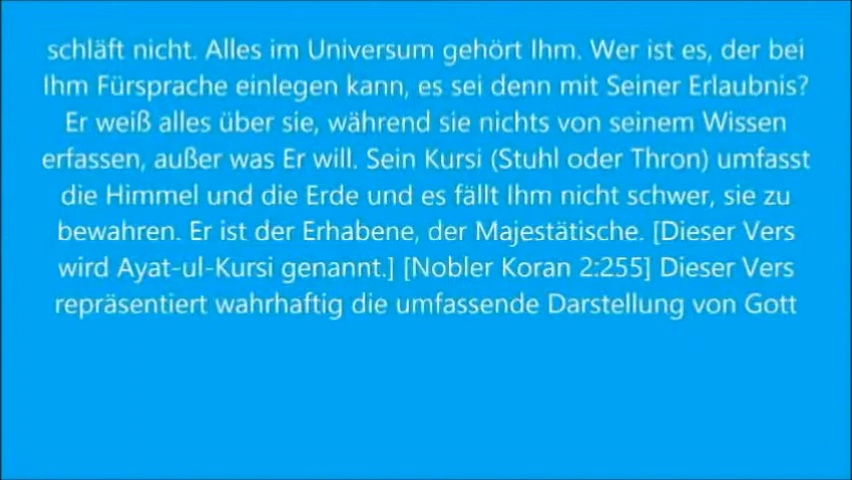 schläft nicht. Alles im Universum gehört Ihm. Wer ist es, der bei
Ihm Fürsprache einlegen kann, es sei denn mit Seiner Erlaubnis?
Er weiß alles über sie, während sie nichts von seinem Wissen
erfassen, außer was Er will. Sein Kursi (Stuhl oder Thron) umfasst
die Himmel und die Erde und es fällt Ihm nicht schwer, sie zu
bewahren. Er ist der Erhabene, der Majestätische. [Dieser Vers
wird Ayat-ul-Kursi genannt.] [Nobler Koran 2:255] Dieser Vers
repräsentiert wahrhaftig die umfassende Darstellung von Gott